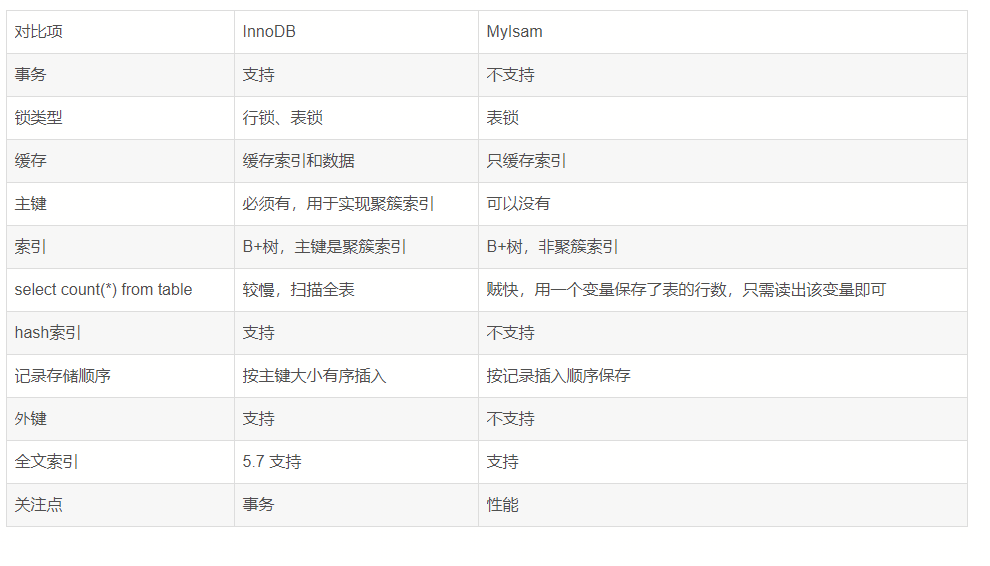 对比项 InnoDB MyIsam
事务 支持 不支持
锁类型 行锁、表锁 表锁
缓存 缓存索引和数据 只缓存索引
主键 必须有，用于实现聚簇索引 可以没有
索引 B+树，主键是聚簇索引 B+树，非聚簇索引
select count(*) from table 较慢，扫描全表 贼快，用一个变量保存了表的行数，只需读出该变量即可
hash索引 支持 不支持
记录存储顺序 按主键大小有序插入 按记录插入顺序保存
外键 支持 不支持
全文索引 5.7 支持 支持
关注点 事务 性能